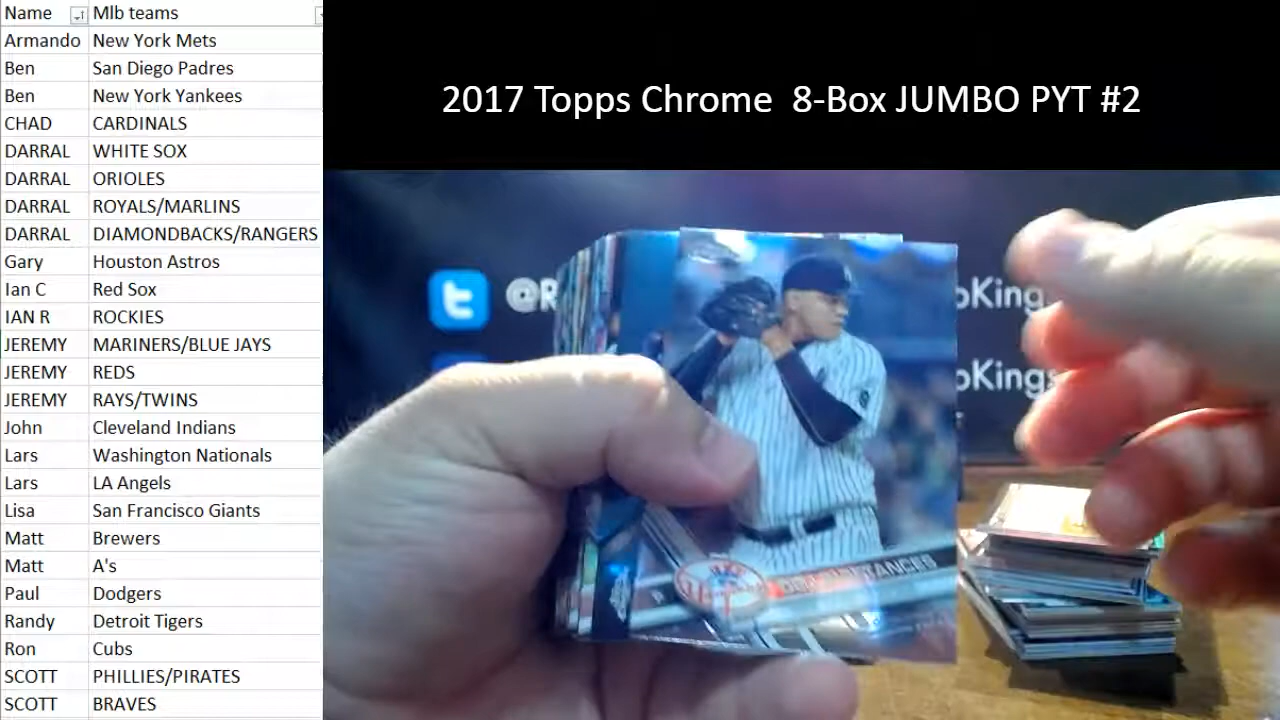 Name Mlb teams
Armando New York Mets
Ben San Diego Padres
Ben New York Yankees
CHAD CARDINALS
DARRAL WHITE SOX
DARRAL ORIOLES
DARRAL ROYALS/MARLINS
DARRAL DIAMONDBACKS/RANGERS
Gary Houston Astros
Ian C Red Sox
IAN R ROCKIES
JEREMY MARINERS/BLUE JAYS
JEREMY REDS
JEREMY RAYS/TWINS
John Cleveland Indians
Lars Washington Nationals
Lars LA Angels
Lisa San Francisco Giants
Matt Brewers
Matt A's
Paul Dodgers
Randy Detroit Tigers
Ron Cubs
SCOTT PHILLIES/PIRATES
SCOTT BRAVES
2017 Topps Chrome 8-Box JUMBO PYT #2